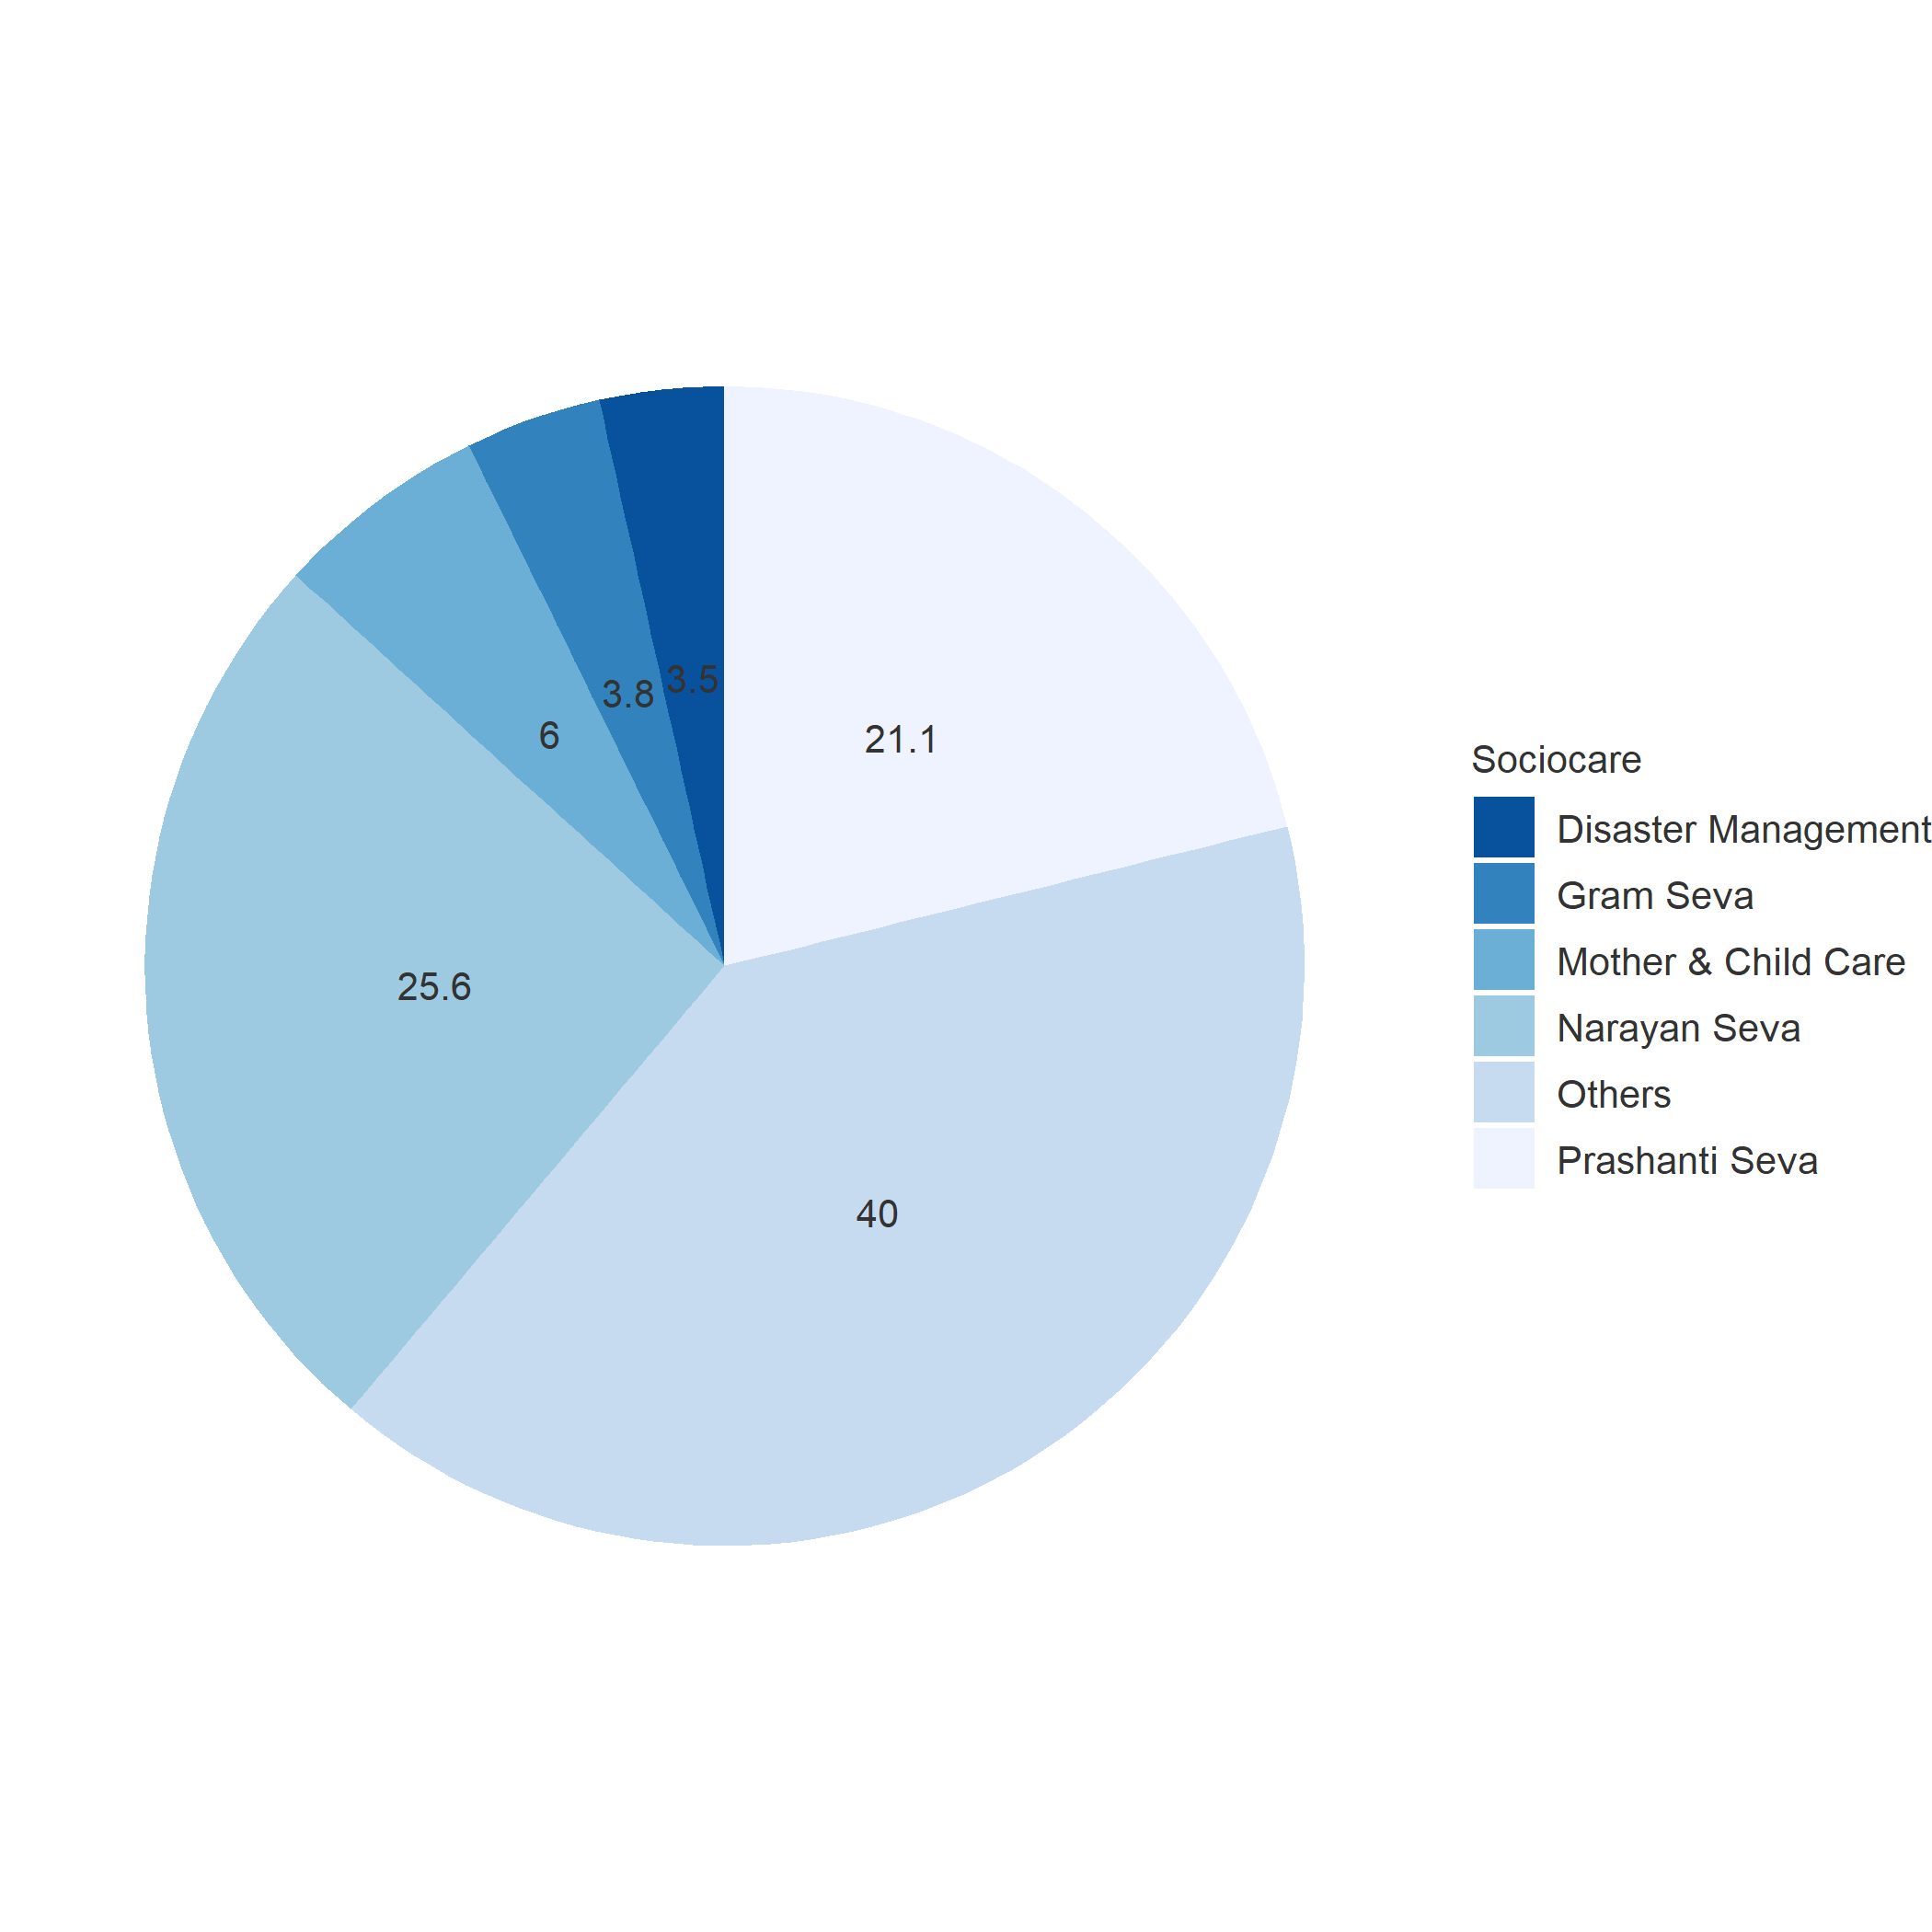 3.5
3.8
6
21.1
25.6
40
Sociocare
Disaster Management
Gram Seva
Mother & Child Care
Narayan Seva
Others
Prashanti Seva